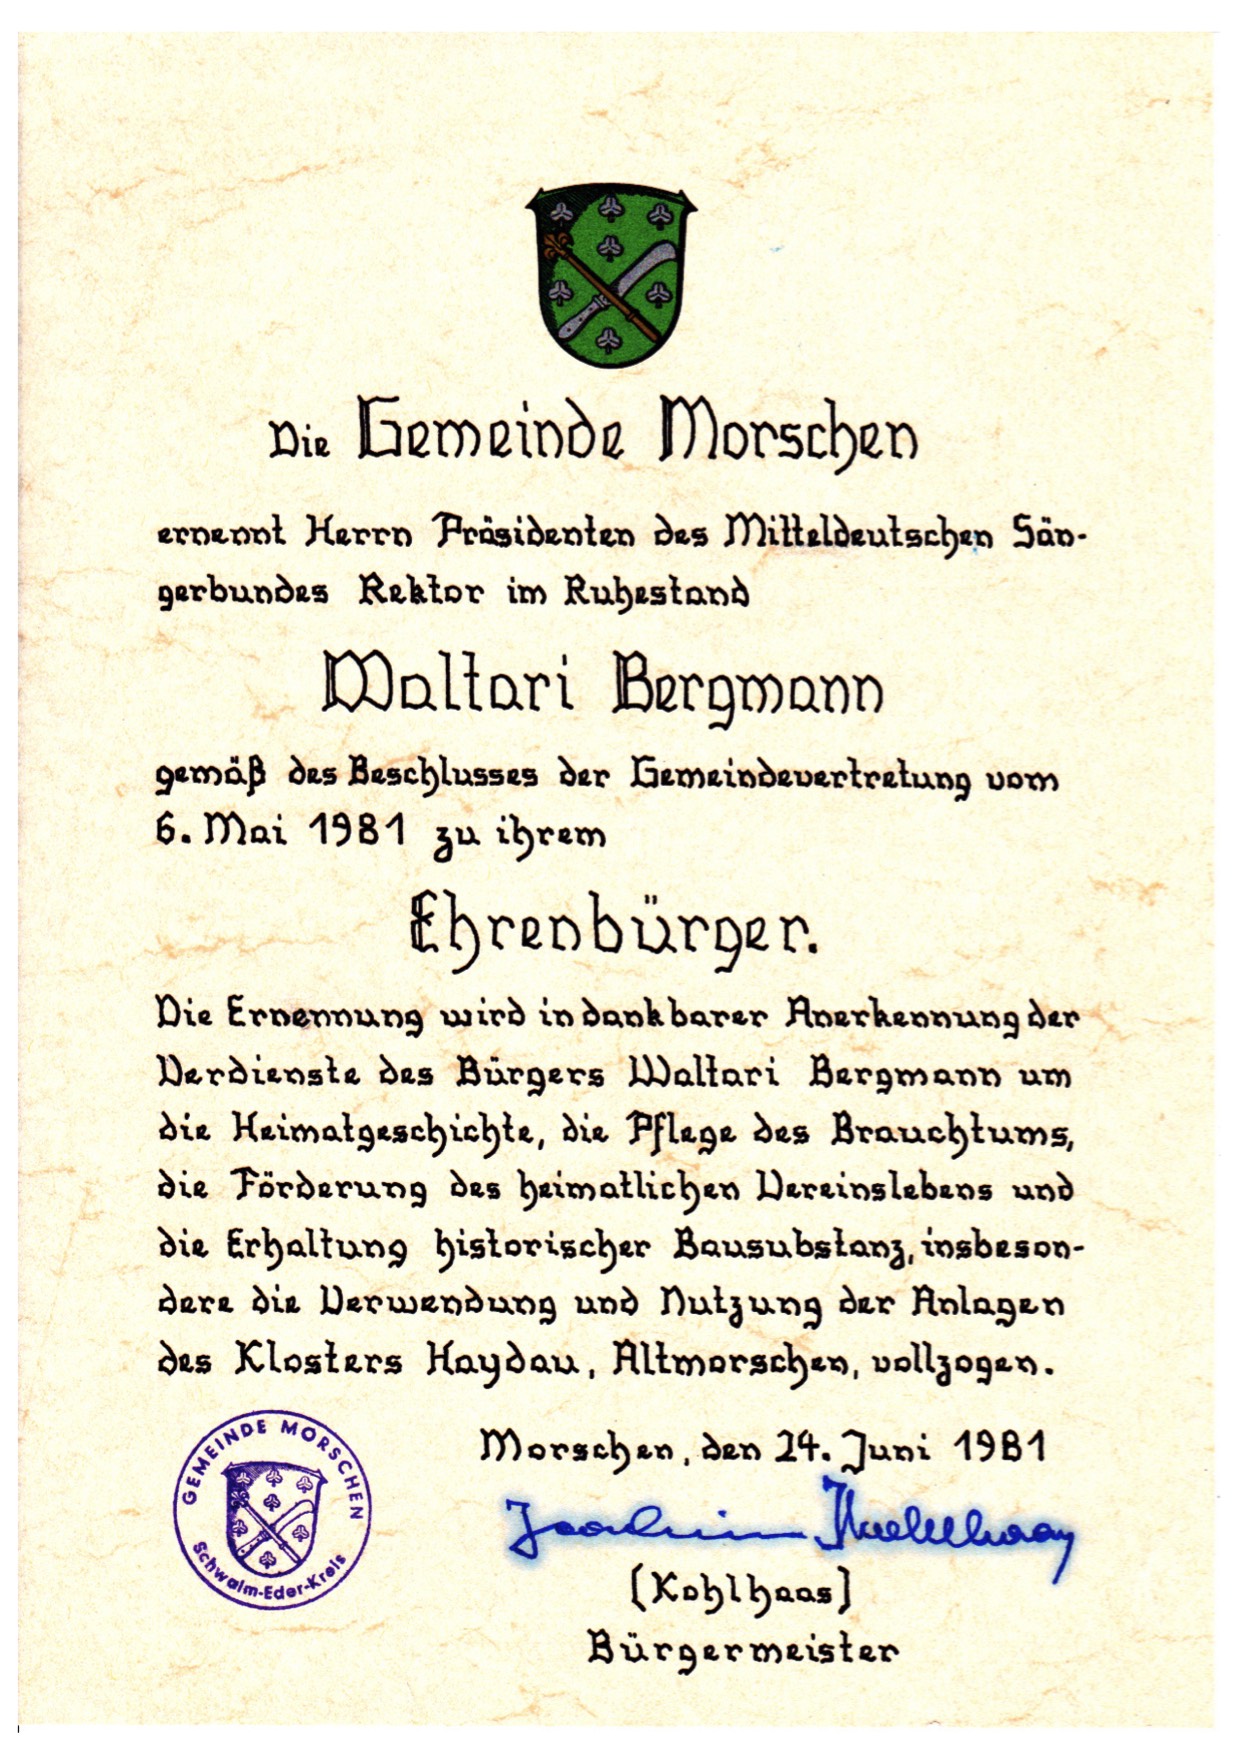 Die Gemeinde Morschen
ernennt Herrn Präsidenten des Mitteldeutschen Sän-
gerbundes Rektor im Ruhestand
Waltari Bergmann
gemäß des Beschlusses der Gemeindevertretung vom
6. Mai 1981 zu ihrem
Ehrenbürger.
Die Ernennung wird in dankbarer Anerkennung der
Verdienste des Bürgers Waltari Bergmann um
die Heimatgeschichte, die Pflege des Brauchtums,
die Förderung des heimatlichen Vereinslebens und
die Erhaltung historischer Bausubstanz, insbeson-
dere die Verwendung und Nutzung der Anlagen
des Klosters Haydau, Altmorschen, vollzogen.
Morschen, den 24. Juni 1981
Joachim Kohlhaas
(Kohlhaas)
Bürgermeister
GEMEINDE MORSCHEN
Schwalm-Eder-Kreis